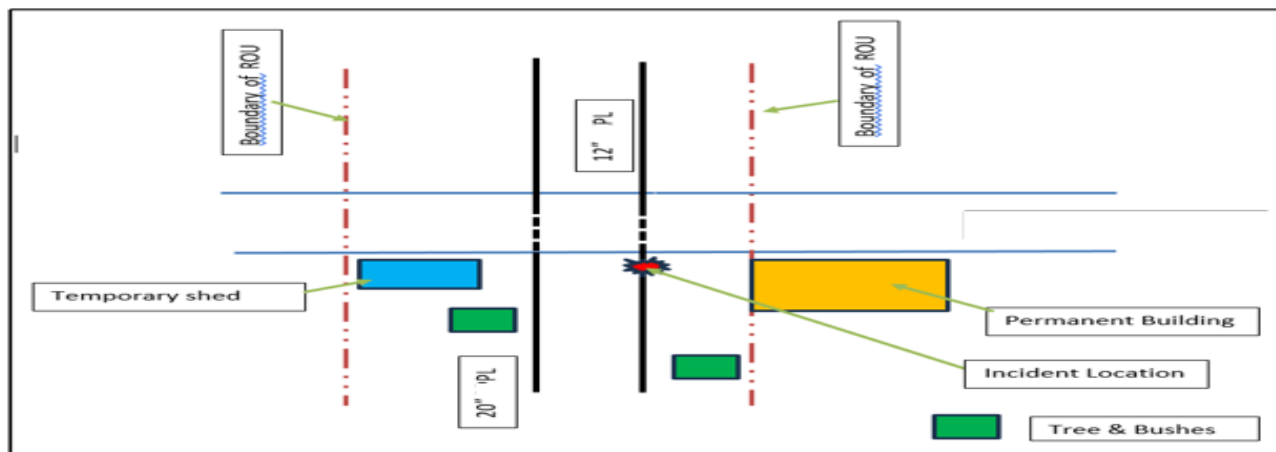 Boundary of ROU
12" PL
Boundary of ROU
Temporary shed
20" PL
Permanent Building
Incident Location
Tree & Bushes